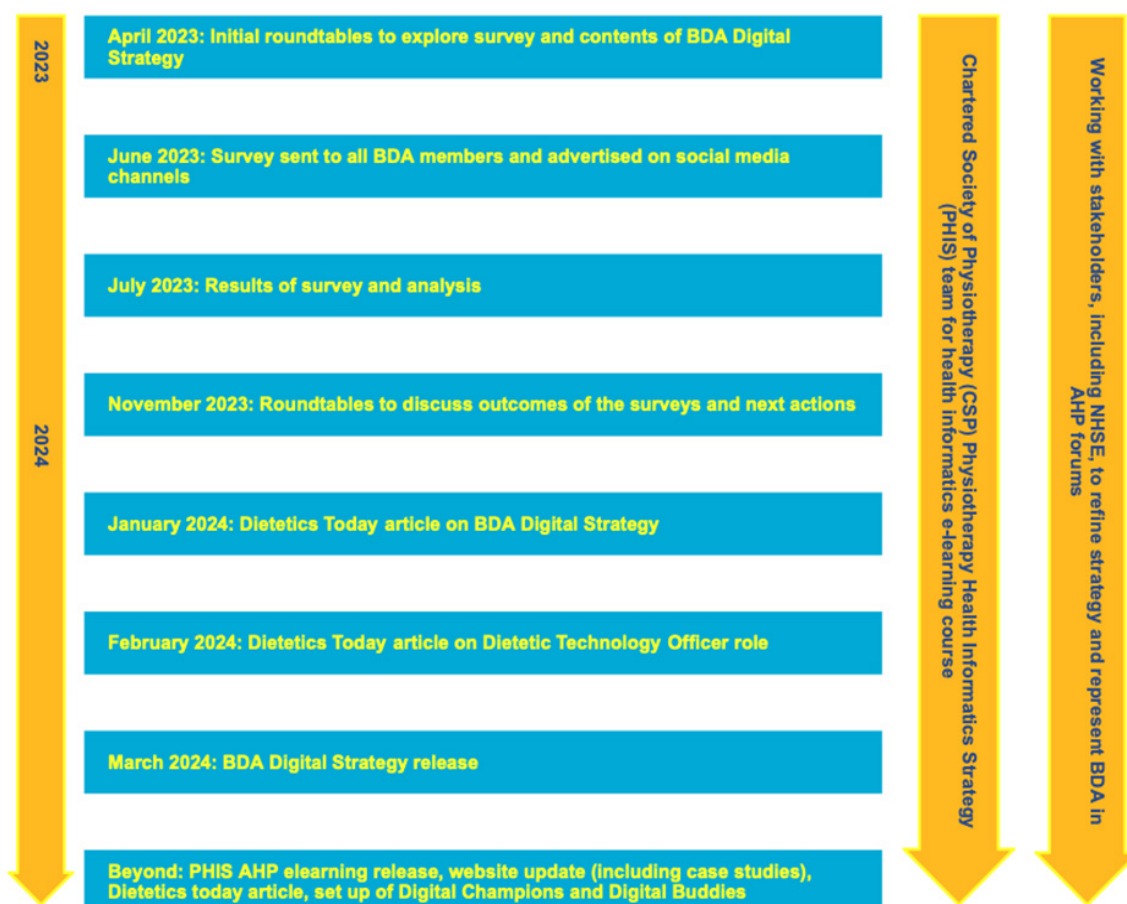 2023
April 2023: Initial roundtables to explore survey and contents of BDA Digital
Strategy
June 2023: Survey sent to all BDA members and advertised on social media
channels
July 2023: Results of survey and analysis
November 2023: Roundtables to discuss outcomes of the surveys and next actions
2024
January 2024: Dietetics Today article on BDA Digital Strategy
February 2024: Dietetics Today article on Dietetic Technology Officer role
March 2024: BDA Digital Strategy release
Beyond: PHIS AHP elearning release, website update (including case studies),
Dietetics today article, set up of Digital Champions and Digital Buddies
Chartered Society of Physiotherapy (CSP) Physiotherapy Health Informatics Strategy
(PHIS) team for health informatics e-learning course
Working with stakeholders, including NHSE, to refine strategy and represent BDA in
AHP forums